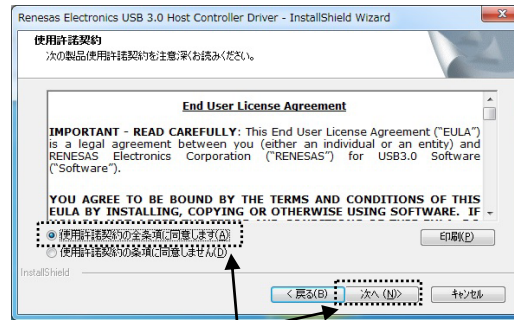 Renesas Electronics USB 3.0 Host Controller Driver - InstallShield Wizard
使用許諾契約
次の製品使用許諾契約を注意深くお読みください。
End User License Agreement
IMPORTANT - READ CAREFULLY: This End User License Agreement ("EULA")
is a legal agreement between you (either an individual or an entity) and
RENESAS Electronics Corporation ("RENESAS") for USB3.0 Software
("Software").
YOU AGREE TO BE BOUND BY THE TERMS AND CONDITIONS OF THIS
EULA BY INSTALLING, COPYING OR OTHERWISE USING SOFTWARE. IF
使用許諾契約の全条項に同意します(A)
印刷(P)
使用許諾契約の条項に同意しません(D)
InstallShield
< 戻る(B)
次へ (N)>
キャンセル